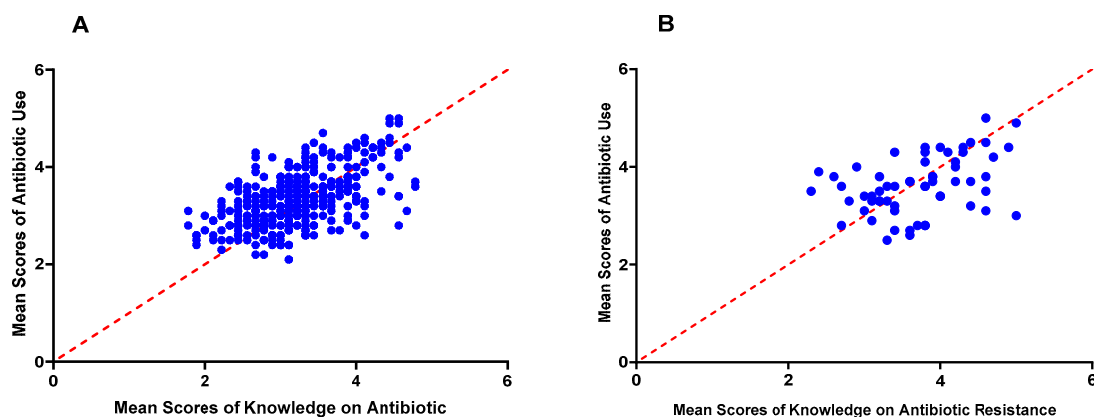 A
B
Mean Scores of Antibiotic Use
6
4
2
0
0
2
4
6
Mean Scores of Knowledge on Antibiotic
Mean Scores of Antibiotic Use
6
4
2
0
0
2
4
6
Mean Scores of Knowledge on Antibiotic Resistance